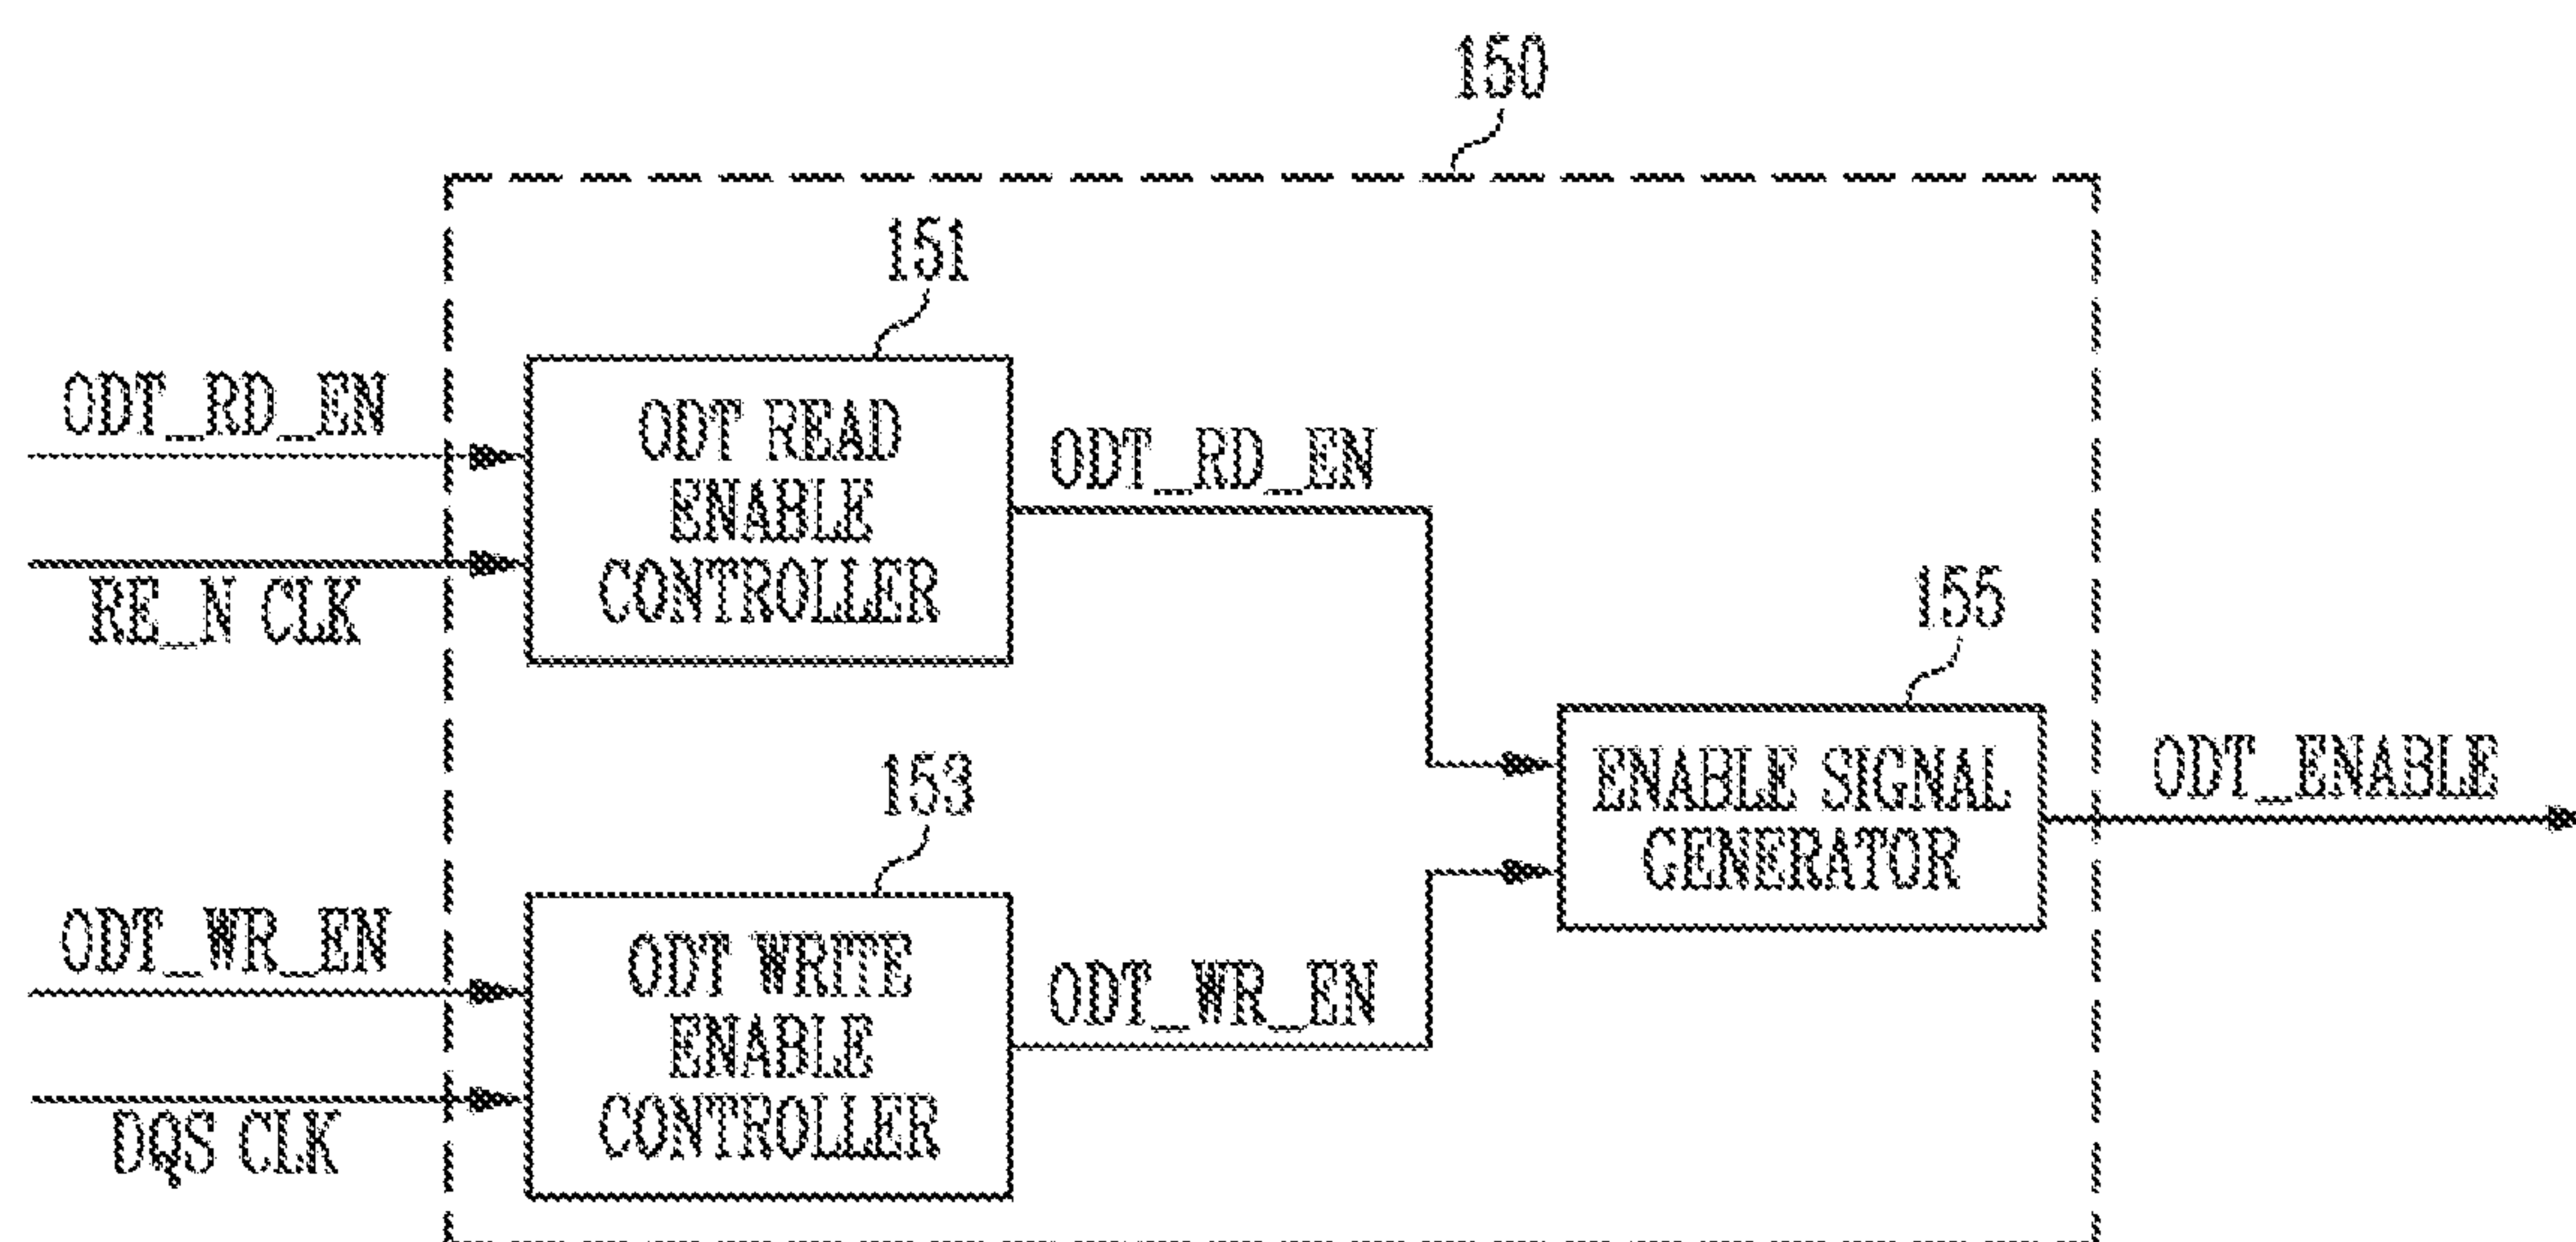 150
151
ODT_RD_EN
ODT READ
ENABLE
CONTROLLER
RE_N CLK
ODT_RD_EN
153
ODT_WR_EN
ODT WRITE
ENABLE
CONTROLLER
DQS CLK
ODT_WR_EN
155
ENABLE SIGNAL
GENERATOR
ODT_ENABLE